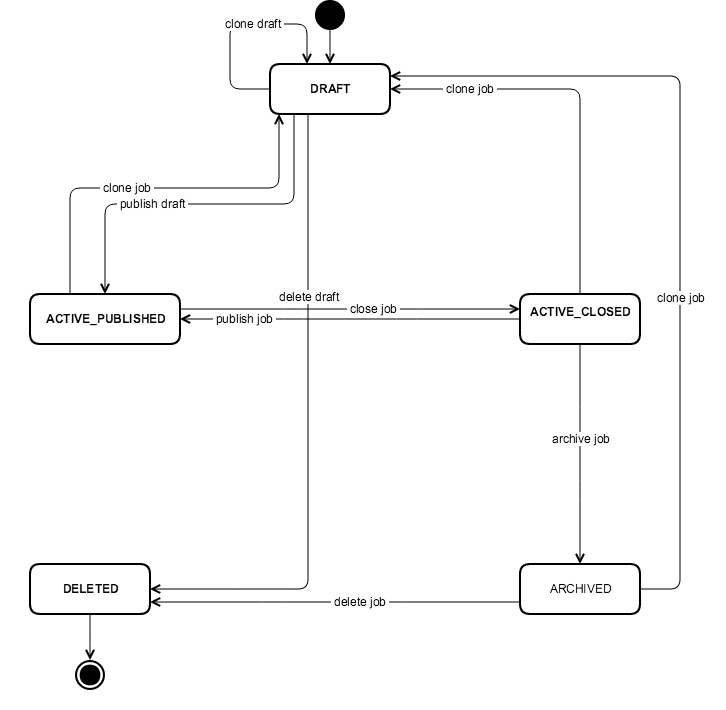 clone draft
DRAFT
clone job
clone job
publish draft
delete draft
clone job
close job
ACTIVE_PUBLISHED
publish job
ACTIVE_CLOSED
archive job
DELETED
ARCHIVED
delete job